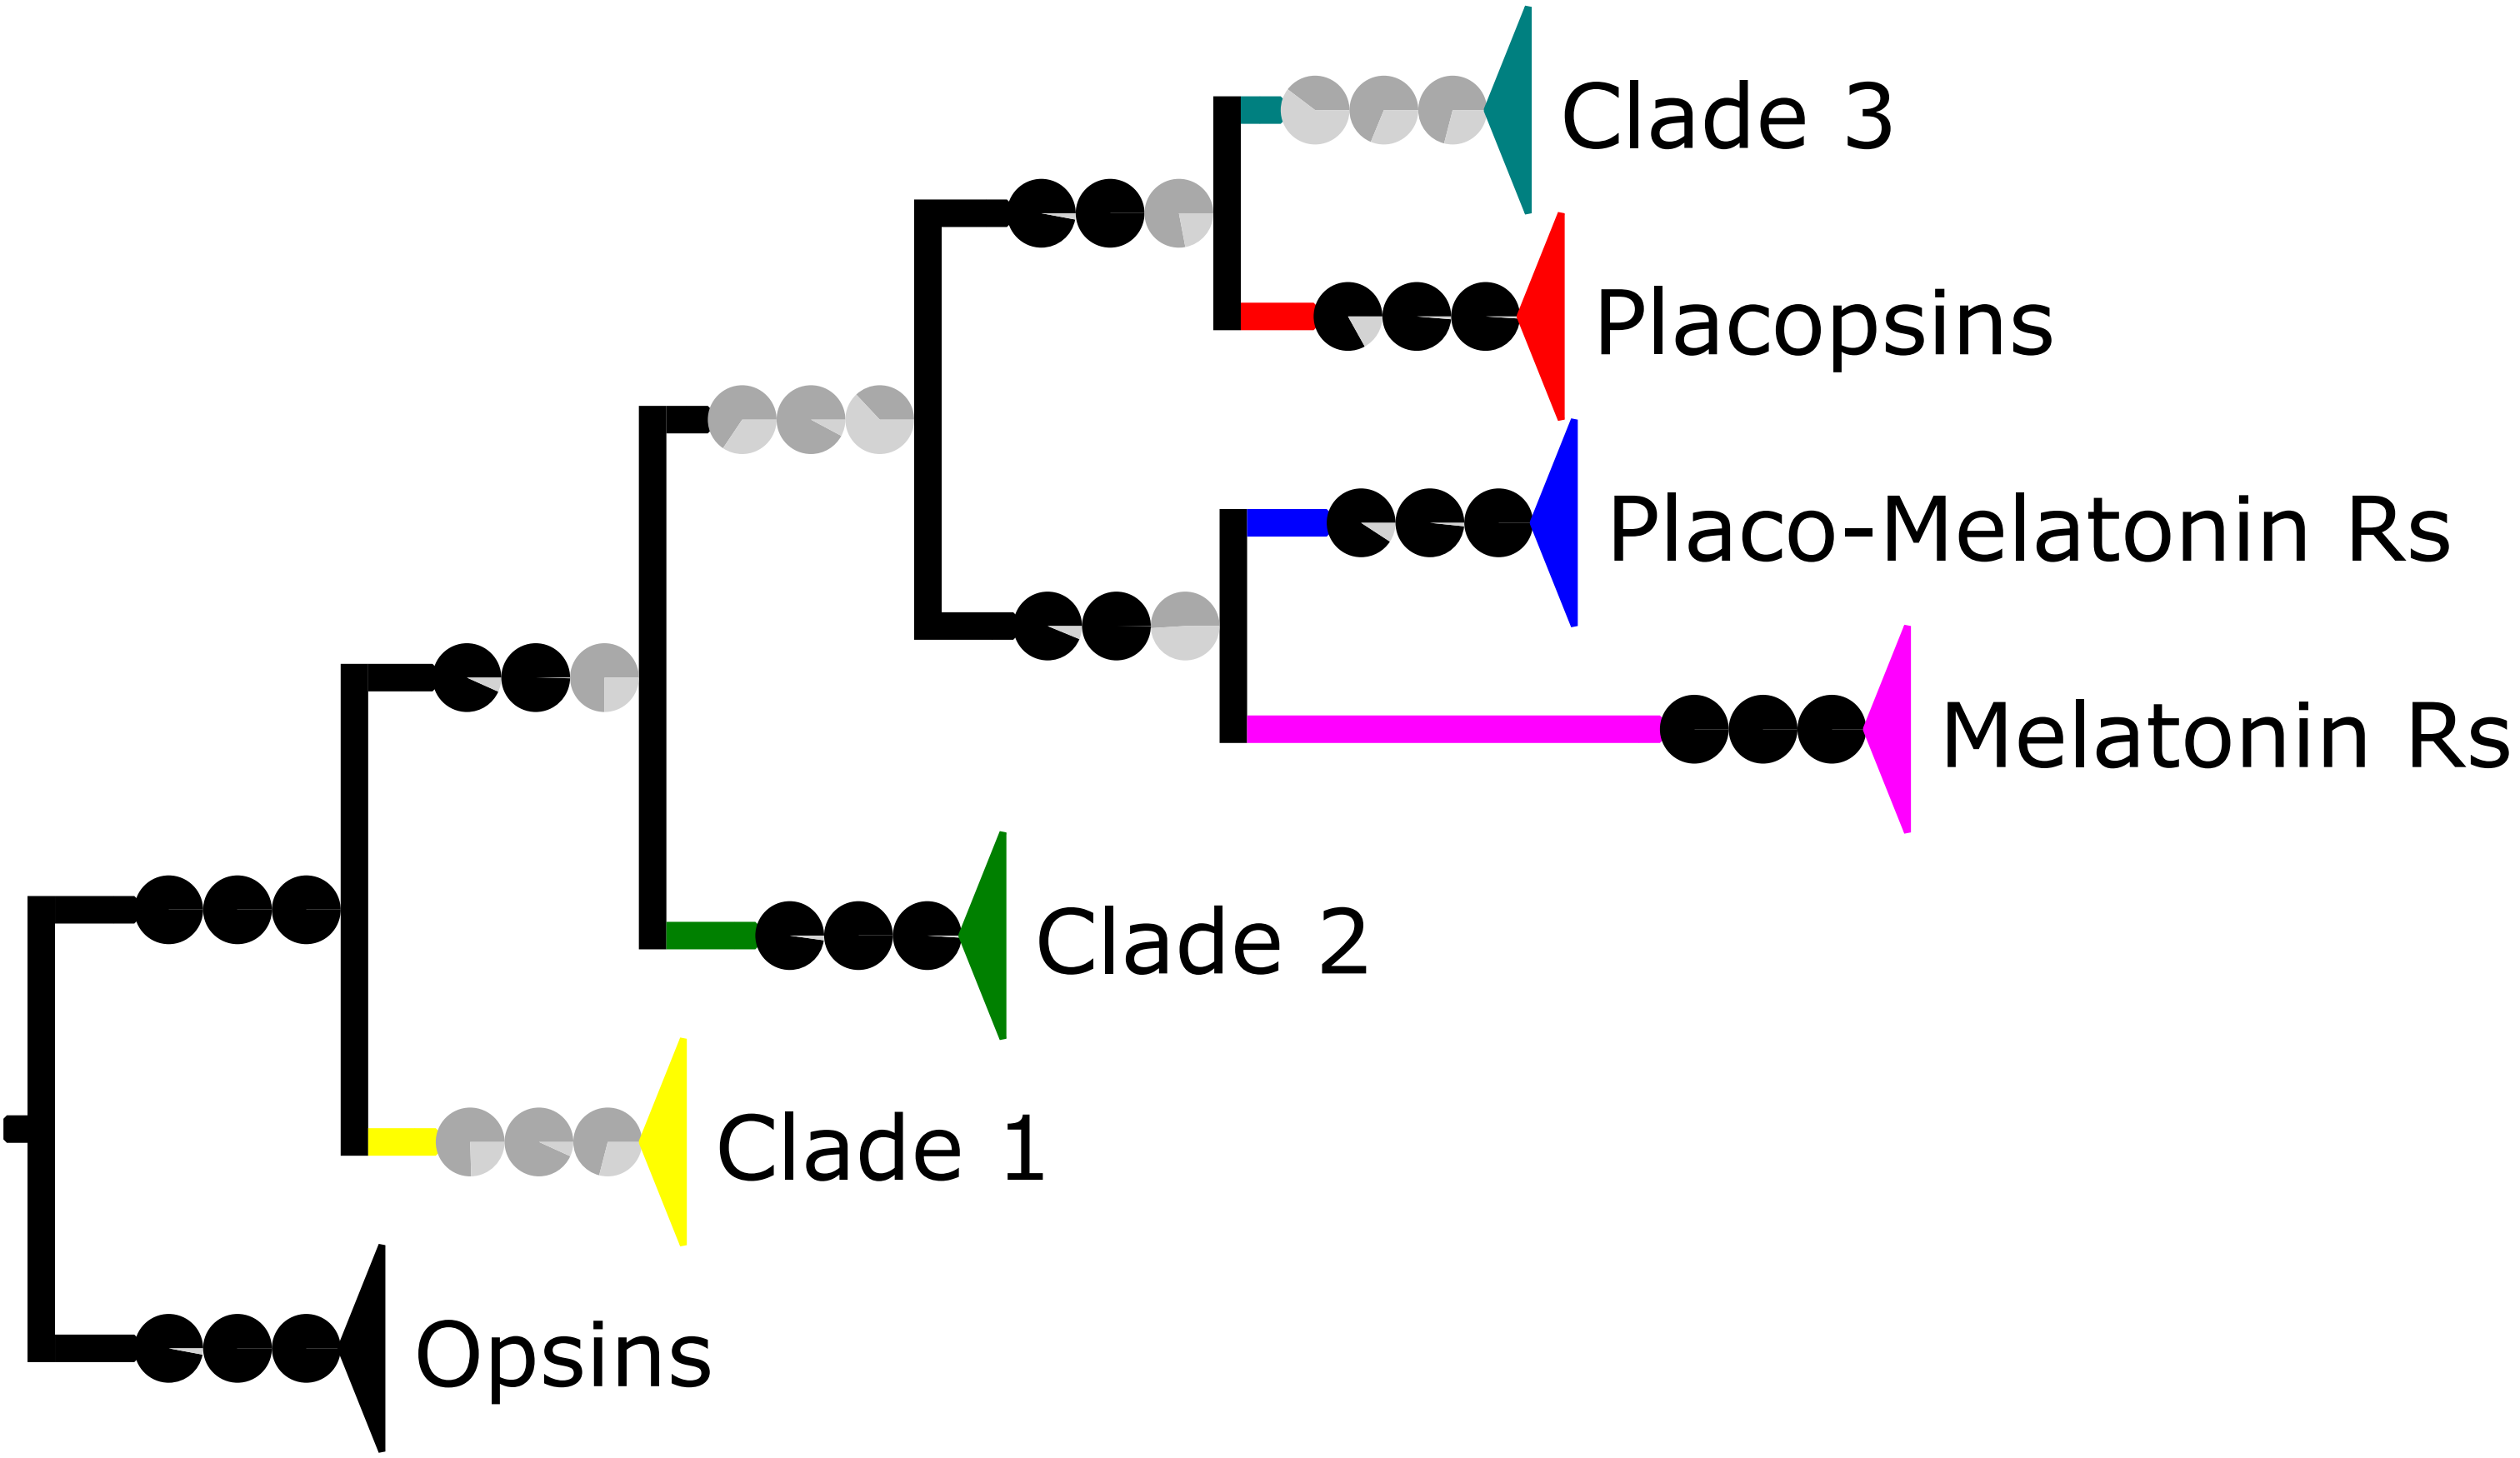 Clade 3
Placopsins
Placo-Melatonin Rs
Melatonin Rs
Clade 2
Clade 1
Opsins